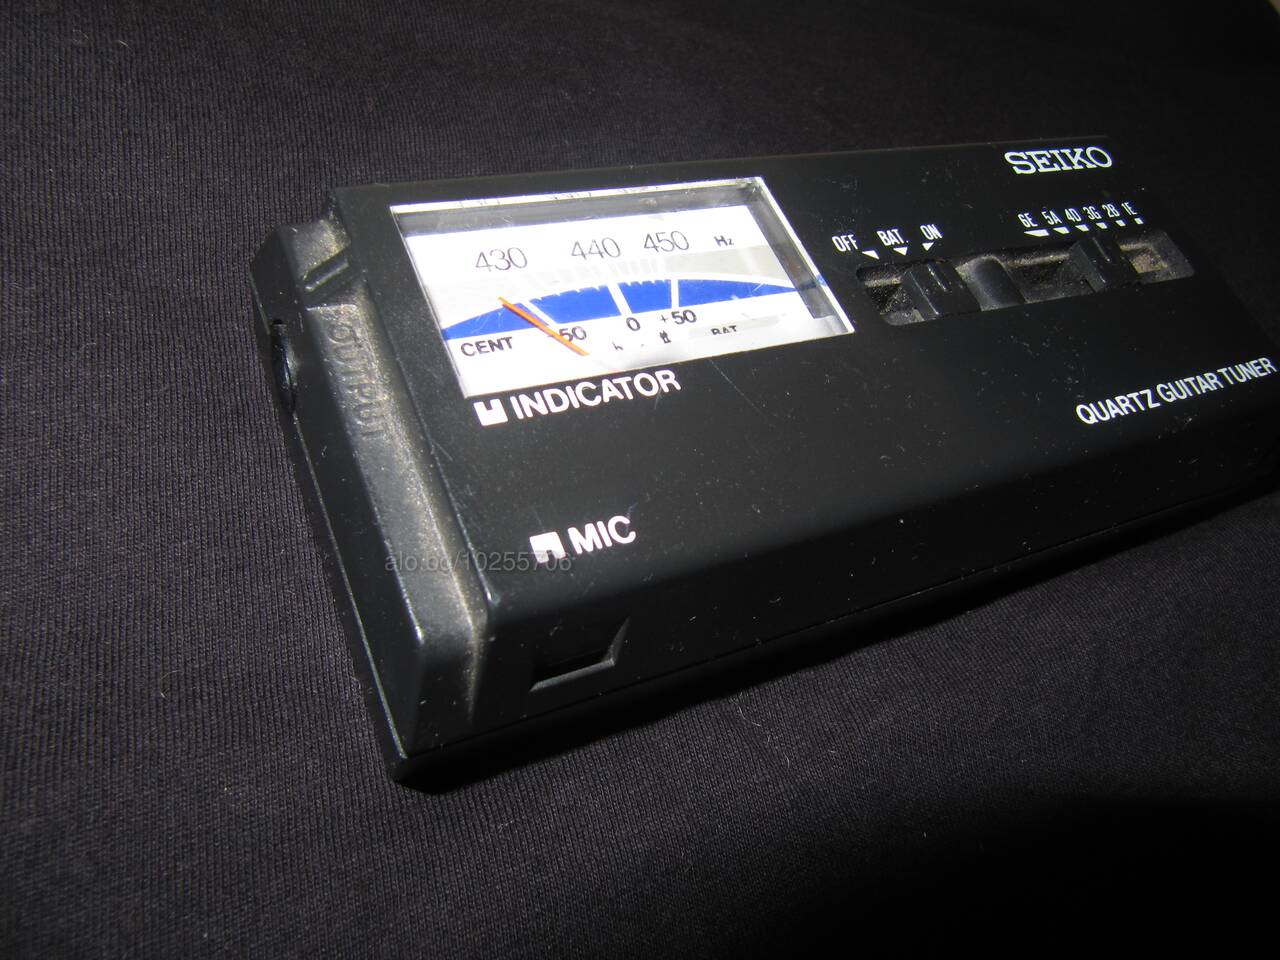 SEIKO
OFF BAT. ON
6E 5A 4D 3G 2B 1E
430 440 450 Hz
-50 0 +50
CENT
BAT
INDICATOR
QUARTZ GUITAR TUNER
MIC
OUTPUT
alo.bg/10255706